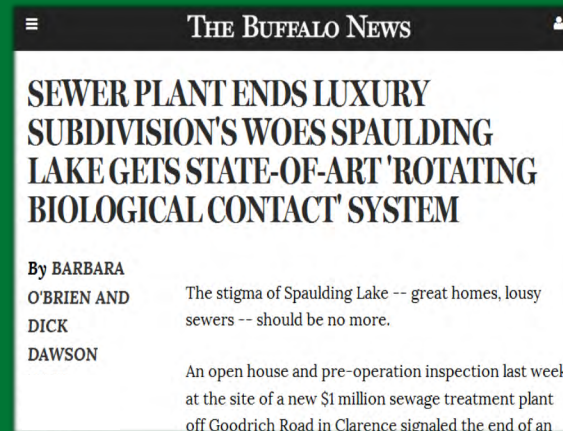 THE BUFFALO NEWS
SEWER PLANT ENDS LUXURY
SUBDIVISION'S WOES SPAULDING
LAKE GETS STATE-OF-ART 'ROTATING
BIOLOGICAL CONTACT' SYSTEM
By BARBARA
O'BRIEN AND
DICK
DAWSON
The stigma of Spaulding Lake -- great homes, lousy
sewers -- should be no more.
An open house and pre-operation inspection last week
at the site of a new $1 million sewage treatment plant
off Goodrich Road in Clarence signaled the end of an